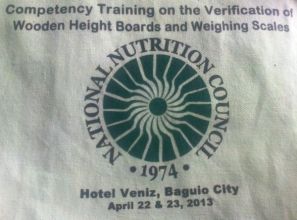 Competency Training on the Verification of
Wooden Height Boards and Weighing Scales
NATIONAL NUTRITION COUNCIL
• 1974 •
Hotel Veniz, Baguio City
April 22 & 23, 2013